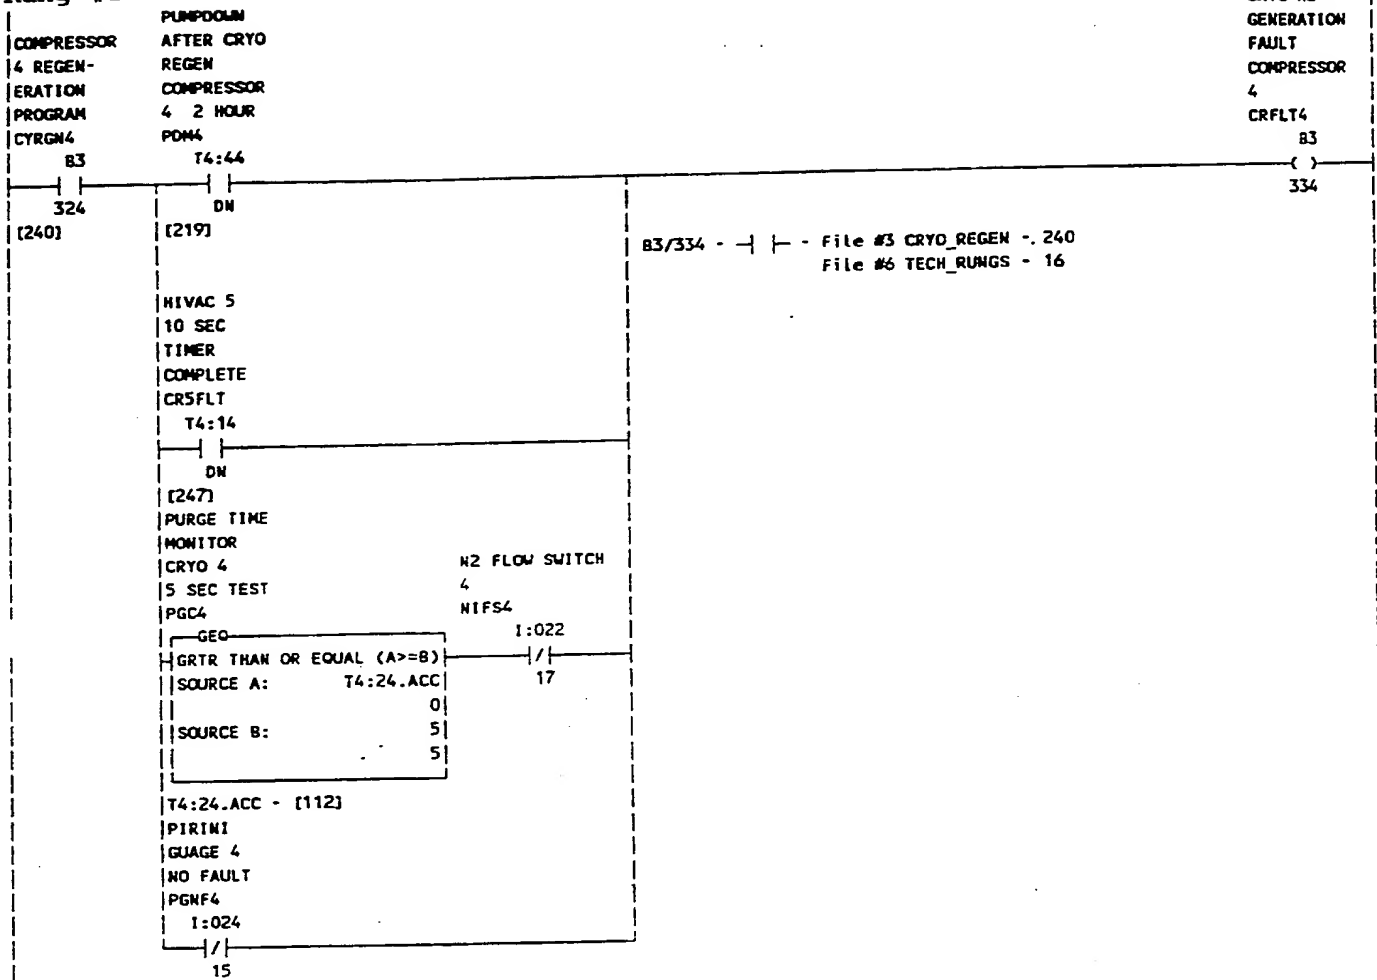 PUMPDOWN
COMPRESSOR AFTER CRYO
4 REGEN- REGEN
ERATION COMPRESSOR
PROGRAM 4 2 HOUR
CYRGN4 PDM4
B3 T4:44
324 DN
[240] [219]
GENERATION
FAULT
COMPRESSOR
4
CRFLT4
B3
334
B3/334 - ┤ ├ - File #3 CRYO_REGEN - 240
File #6 TECH_RUNGS - 16
HIVAC 5
10 SEC
TIMER
COMPLETE
CR5FLT
T4:14
DN
[247]
PURGE TIME
MONITOR
CRYO 4
5 SEC TEST
PGC4
N2 FLOW SWITCH
4
NIFS4
I:022
17
GEQ
GRTR THAN OR EQUAL (A>=B)
SOURCE A: T4:24.ACC
0
SOURCE B: 5
5
T4:24.ACC - [112]
PIRINI
GUAGE 4
NO FAULT
PGNF4
I:024
15